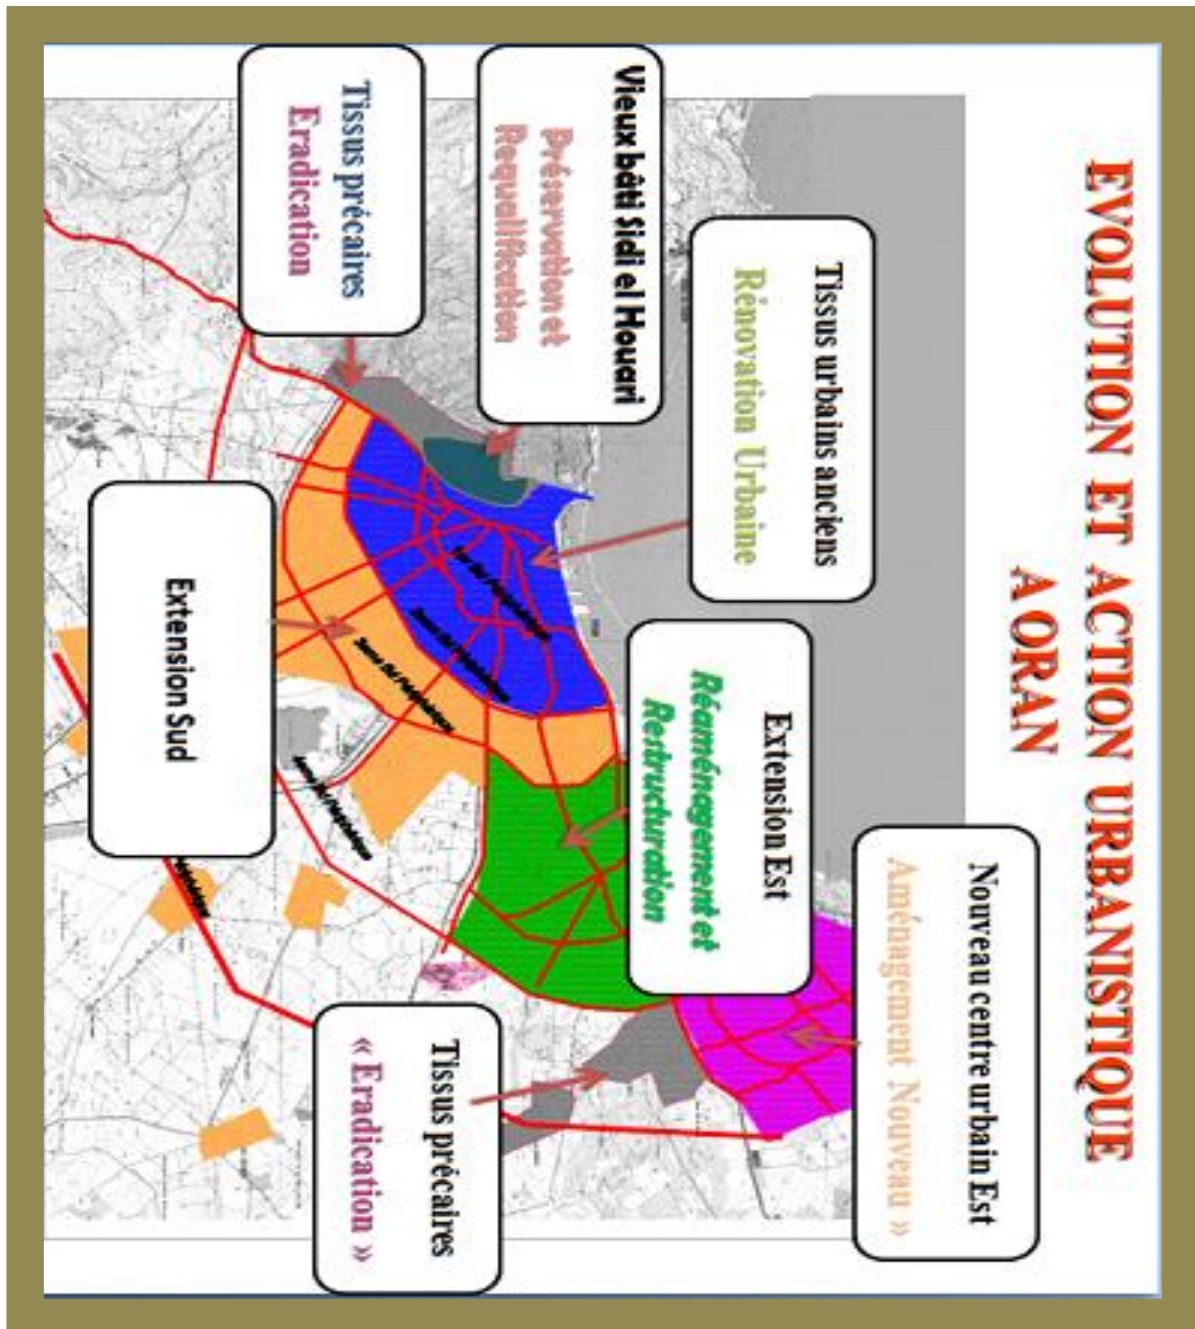 EVOLUTION ET ACTION URBANISTIQUE
A ORAN
Vieux bâti Sidi el Houari
Préservation et
Requalification
Tissus précaires
Eradication
Tissus urbains anciens
Rénovation Urbaine
Extension Est
Réaménagement et
Restructuration
Nouveau centre urbain Est
Aménagement Nouveau »
Extension Sud
Tissus précaires
« Eradication »